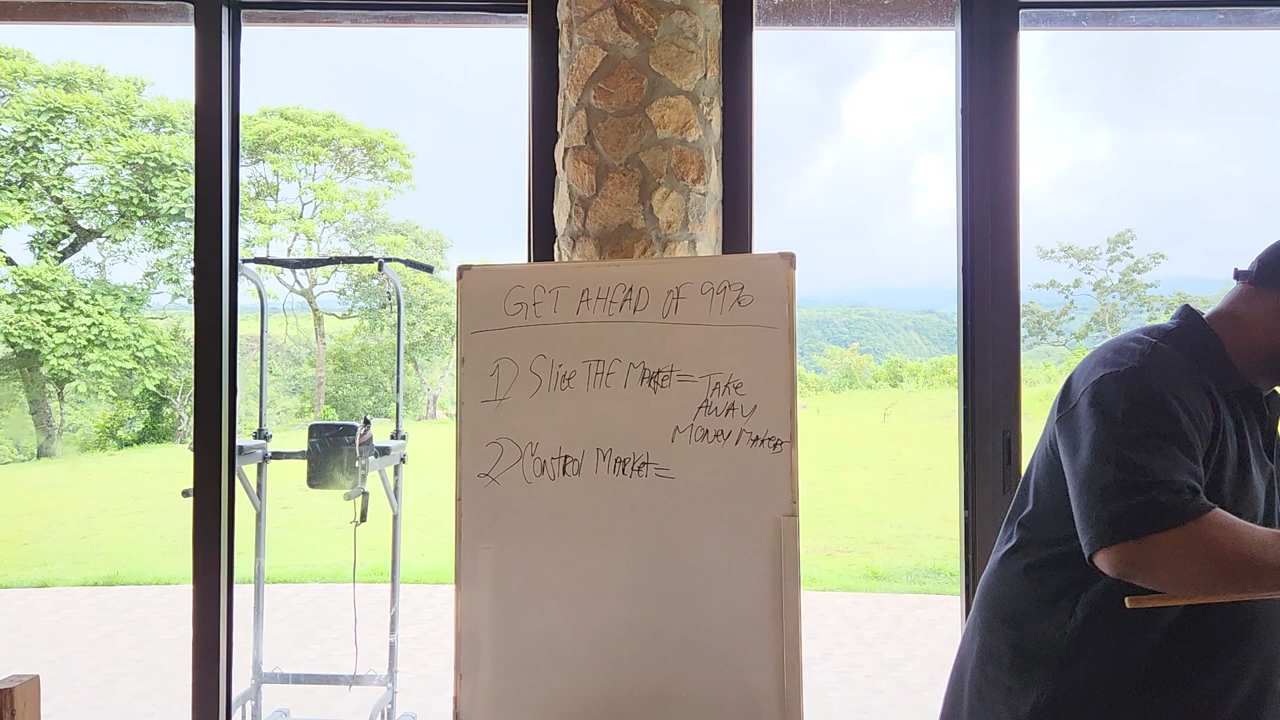 GET AHEAD OF 99%
1) Slice THE Market = TAKE
AWAY
MONEY MAKERS
2) CONTROL MARKET =